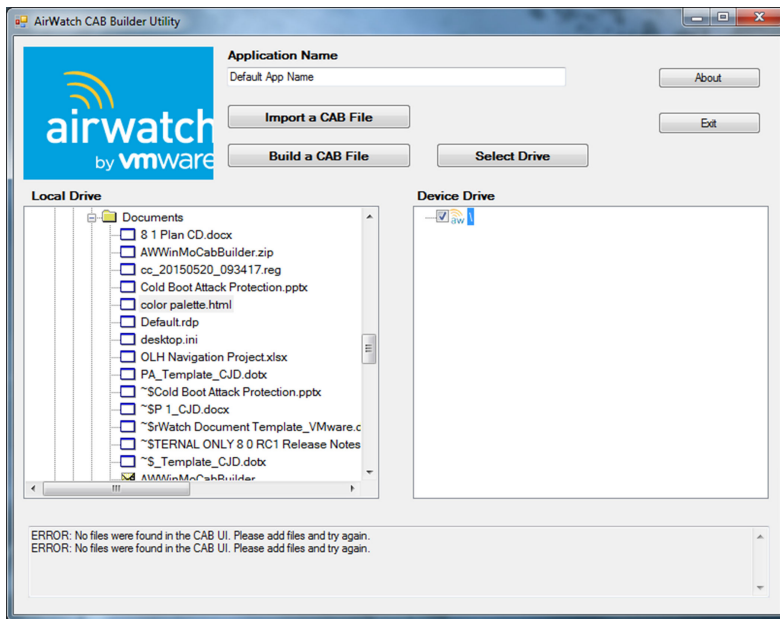 AirWatch CAB Builder Utility
Application Name
Default App Name
About
airwatch
by vmware
Import a CAB File
Exit
Build a CAB File
Select Drive
Local Drive
Device Drive
Documents
8 1 Plan CD.docx
AWWinMoCabBuilder.zip
cc_20150520_093417.reg
Cold Boot Attack Protection.pptx
color palette.html
Default.rdp
desktop.ini
OLH Navigation Project.xlsx
PA_Template_CJD.dotx
~$Cold Boot Attack Protection.pptx
~$P 1_CJD.docx
~$rWatch Document Template_VMware.c
~$TERNAL ONLY 8 0 RC1 Release Notes
~$_Template_CJD.dotx
AWWinMoCabBuilder
aw \
ERROR: No files were found in the CAB UI. Please add files and try again.
ERROR: No files were found in the CAB UI. Please add files and try again.